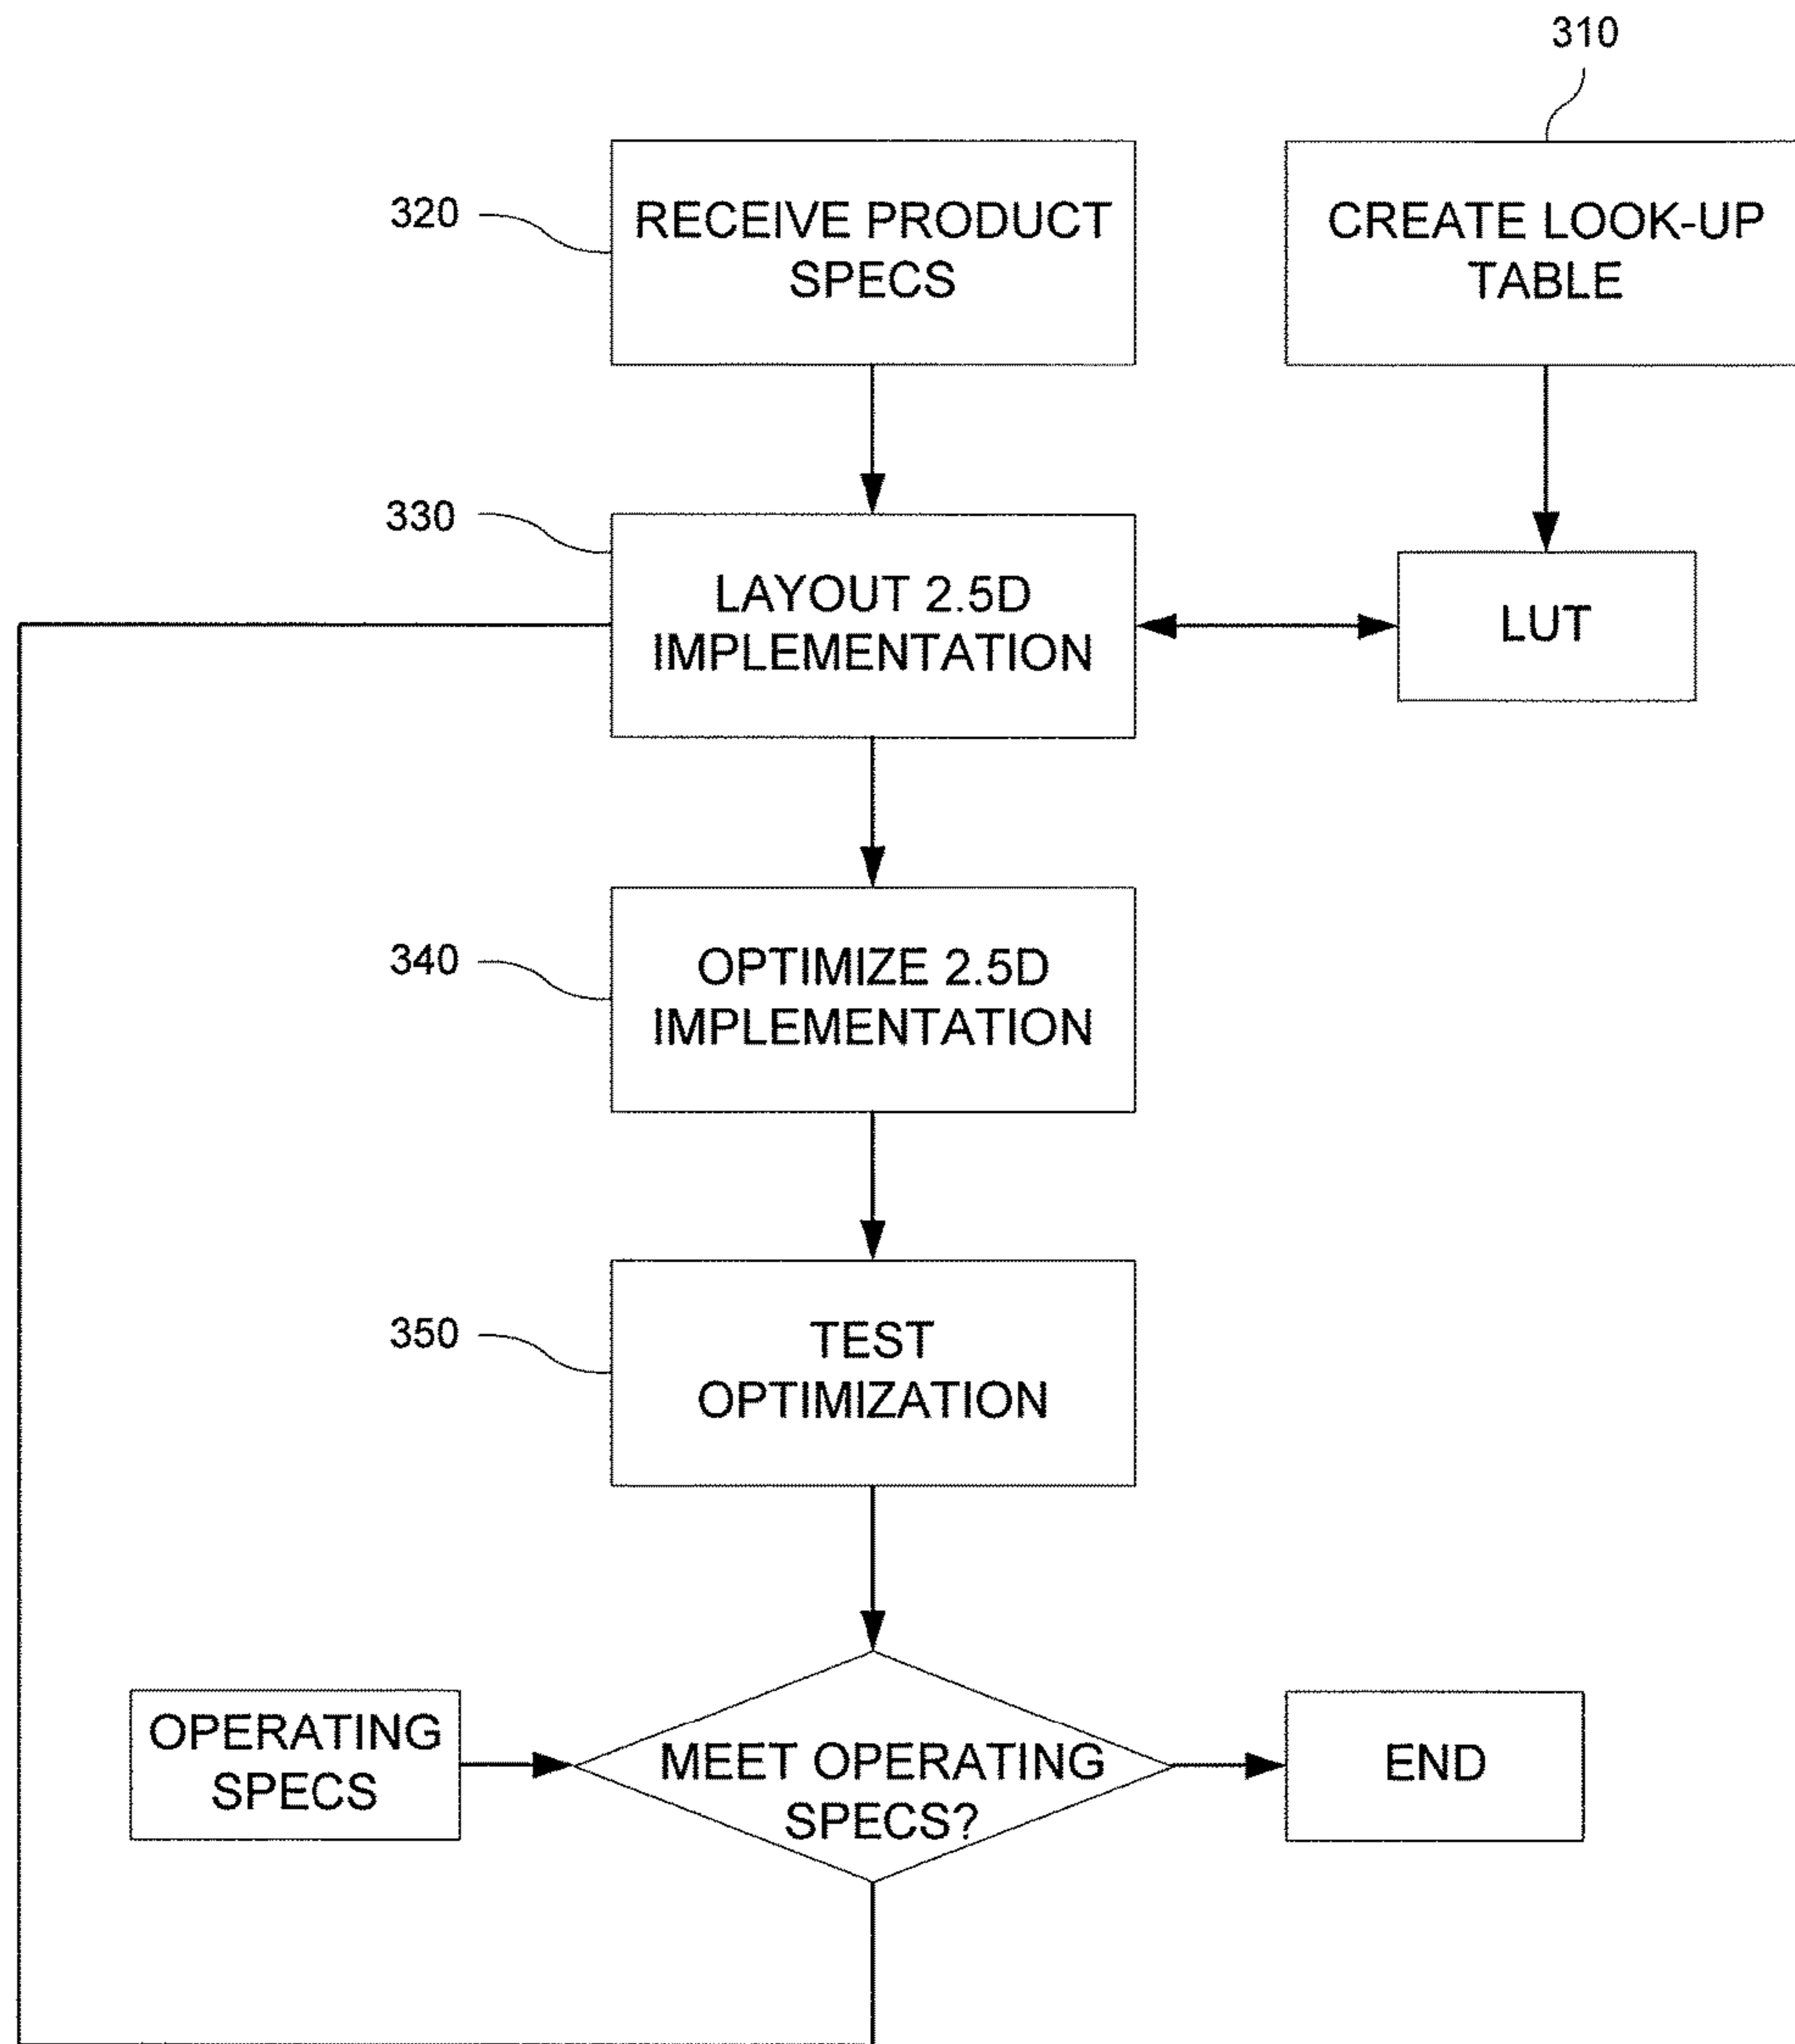 310
320
RECEIVE PRODUCT
SPECS
CREATE LOOK-UP
TABLE
330
LAYOUT 2.5D
IMPLEMENTATION
LUT
340
OPTIMIZE 2.5D
IMPLEMENTATION
350
TEST
OPTIMIZATION
OPERATING
SPECS
MEET OPERATING
SPECS?
END